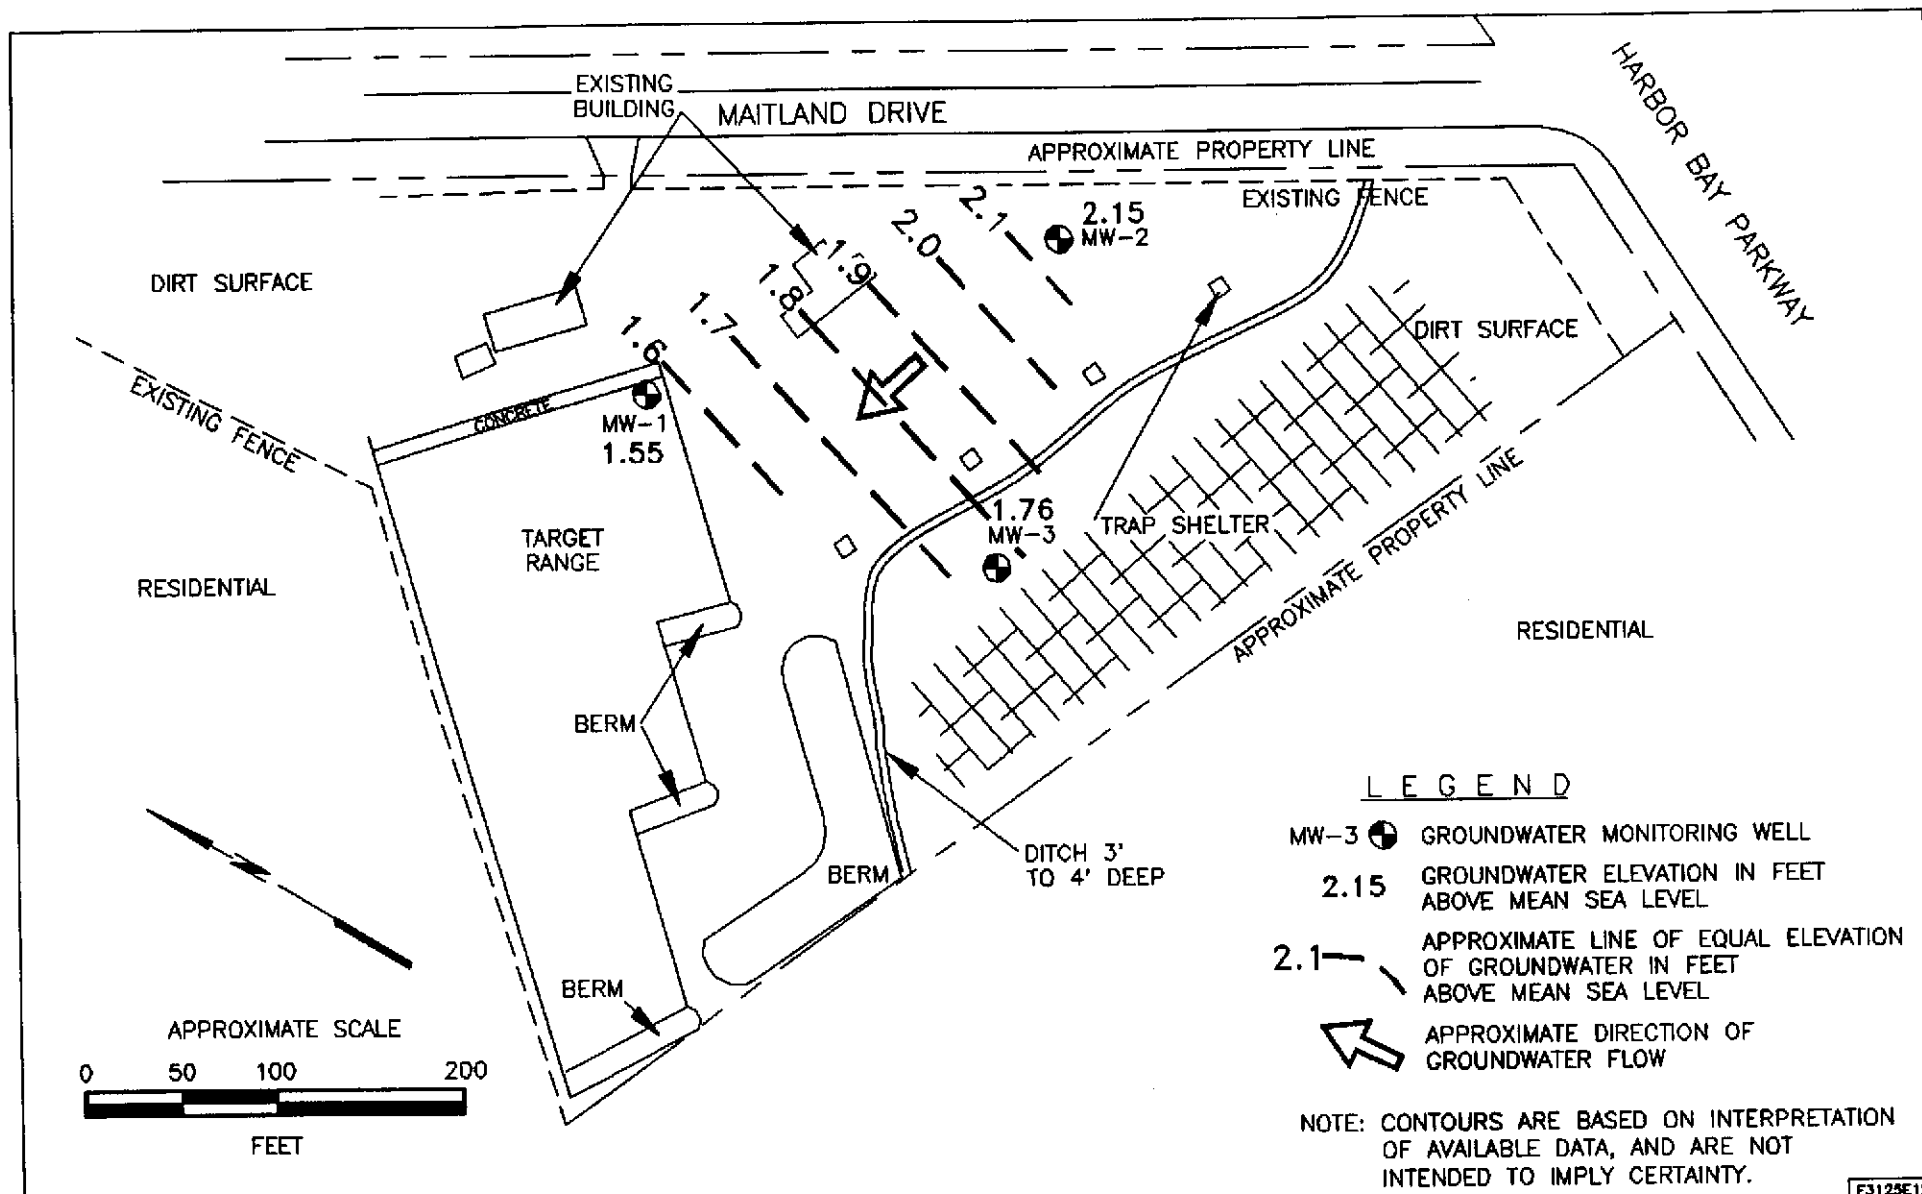 EXISTING
BUILDING
MAITLAND DRIVE
HARBOR BAY PARKWAY
APPROXIMATE PROPERTY LINE
EXISTING FENCE
2.1
2.15
MW-2
2.0
1.9
1.8
1.7
1.6
DIRT SURFACE
DIRT SURFACE
EXISTING FENCE
CONCRETE
MW-1
1.55
1.76
MW-3
TRAP SHELTER
APPROXIMATE PROPERTY LINE
TARGET
RANGE
RESIDENTIAL
RESIDENTIAL
BERM
BERM
DITCH 3'
TO 4' DEEP
BERM
APPROXIMATE SCALE
0 50 100 200
FEET
LEGEND
MW-3 GROUNDWATER MONITORING WELL
2.15 GROUNDWATER ELEVATION IN FEET
ABOVE MEAN SEA LEVEL
2.1 APPROXIMATE LINE OF EQUAL ELEVATION
OF GROUNDWATER IN FEET
ABOVE MEAN SEA LEVEL
APPROXIMATE DIRECTION OF
GROUNDWATER FLOW
NOTE: CONTOURS ARE BASED ON INTERPRETATION
OF AVAILABLE DATA, AND ARE NOT
INTENDED TO IMPLY CERTAINTY.